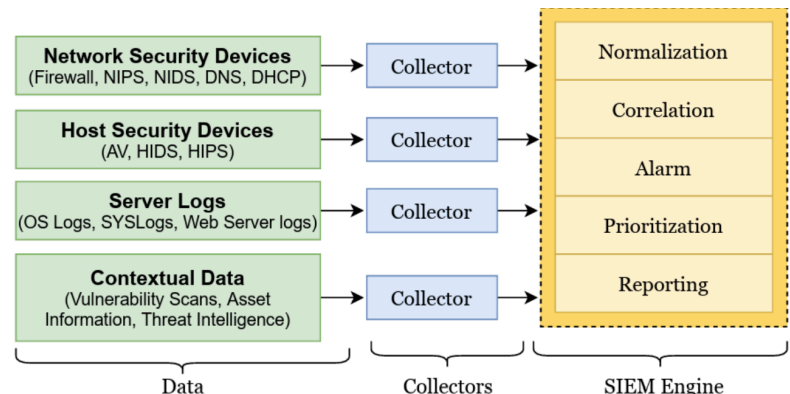 Network Security Devices
(Firewall, NIPS, NIDS, DNS, DHCP)
Collector
Host Security Devices
(AV, HIDS, HIPS)
Collector
Server Logs
(OS Logs, SYSLogs, Web Server logs)
Collector
Contextual Data
(Vulnerability Scans, Asset
Information, Threat Intelligence)
Collector
Normalization
Correlation
Alarm
Prioritization
Reporting
Data
Collectors
SIEM Engine